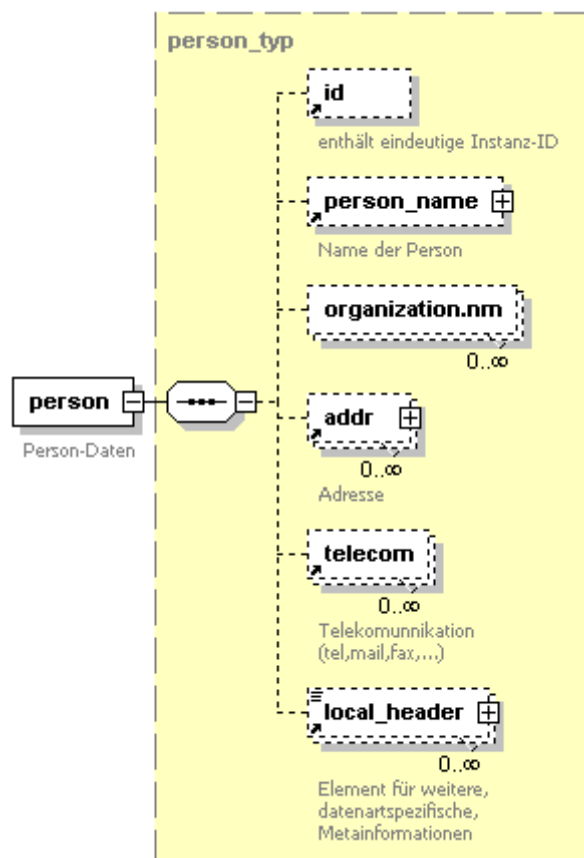 person_typ
id
enthält eindeutige Instanz-ID
person_name
Name der Person
organization.nm
0..∞
person
Person-Daten
addr
0..∞
Adresse
telecom
0..∞
Telekomunnikation
(tel,mail,fax,...)
local_header
0..∞
Element für weitere,
datenartspezifische,
Metainformationen